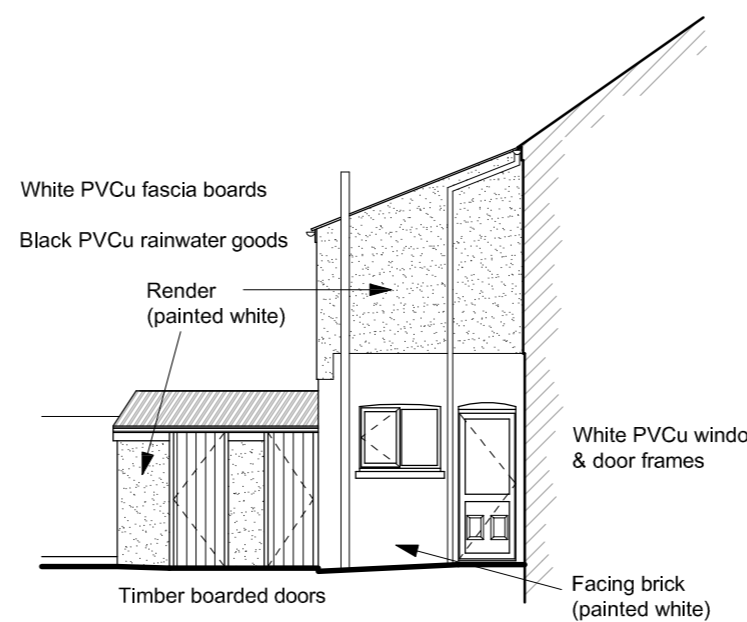 White PVCu fascia boards
Black PVCu rainwater goods
Render
(painted white)
White PVCu windo
& door frames
Timber boarded doors
Facing brick
(painted white)